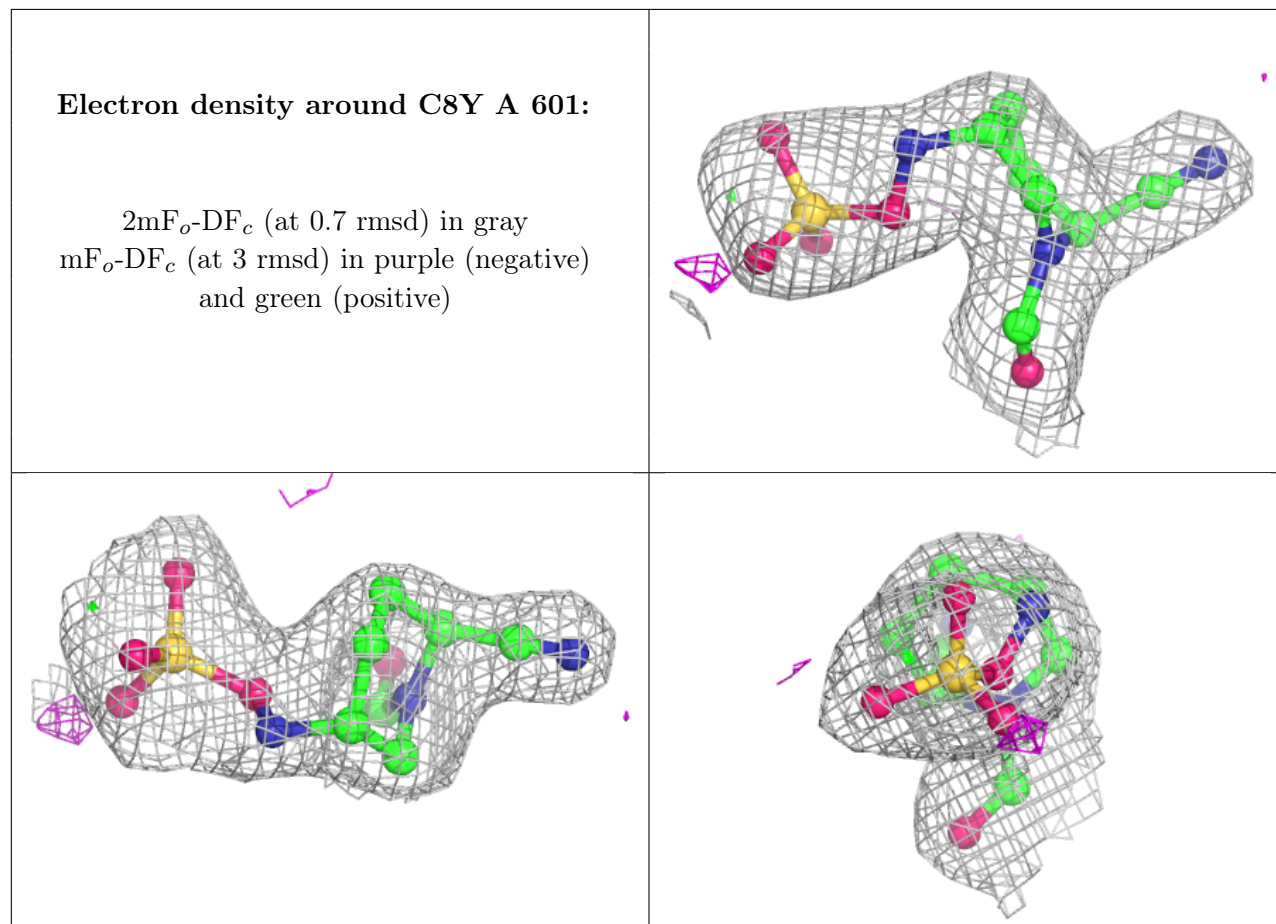 Electron density around C8Y A 601:
2mFₒ-DF𝒸 (at 0.7 rmsd) in gray
mFₒ-DF𝒸 (at 3 rmsd) in purple (negative)
and green (positive)